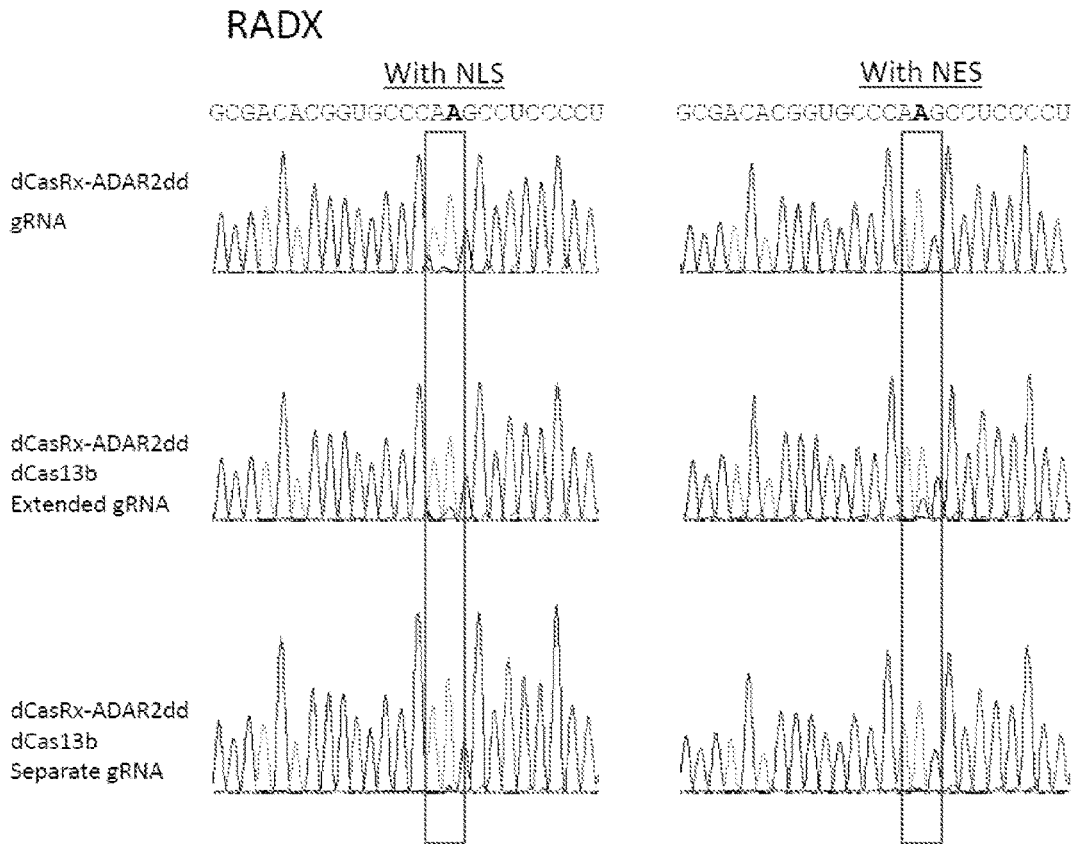 RADX
With NLS
With NES
GCGACACGGUGCCCAAGCCUCCCCU
GCGACACGGUGCCCAAGCCUCCCCU
dCasRx-ADAR2dd
gRNA
dCasRx-ADAR2dd
dCas13b
Extended gRNA
dCasRx-ADAR2dd
dCas13b
Separate gRNA